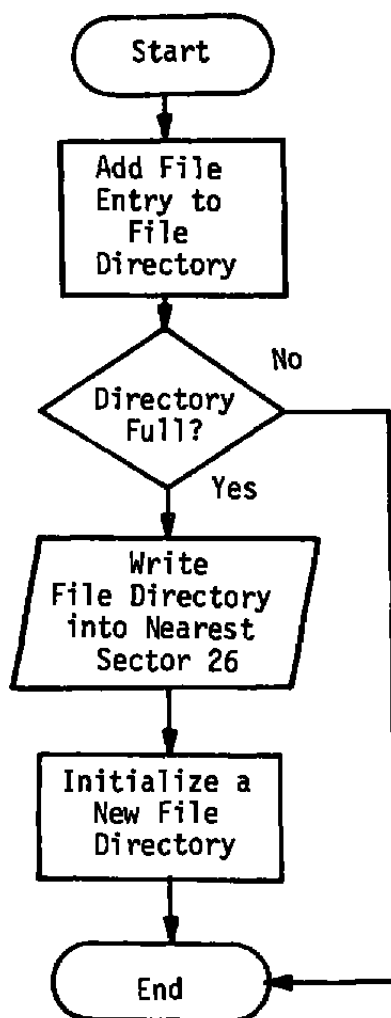 Start
Add File
Entry to
File
Directory
No
Directory
Full?
Yes
Write
File Directory
into Nearest
Sector 26
Initialize a
New File
Directory
End